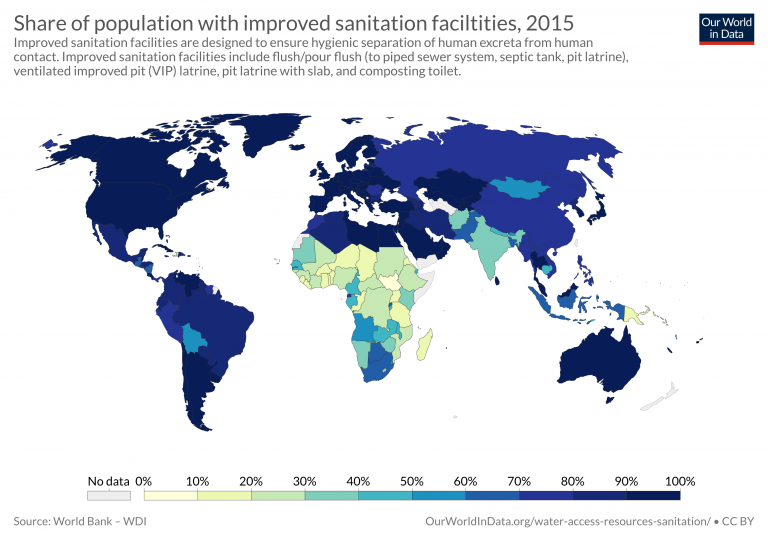 Share of population with improved sanitation faciltities, 2015
Our World
in Data
Improved sanitation facilities are designed to ensure hygienic separation of human excreta from human
contact. Improved sanitation facilities include flush/pour flush (to piped sewer system, septic tank, pit latrine),
ventilated improved pit (VIP) latrine, pit latrine with slab, and composting toilet.
No data 0% 10% 20% 30% 40% 50% 60% 70% 80% 90% 100%
Source: World Bank – WDI
OurWorldInData.org/water-access-resources-sanitation/ • CC BY